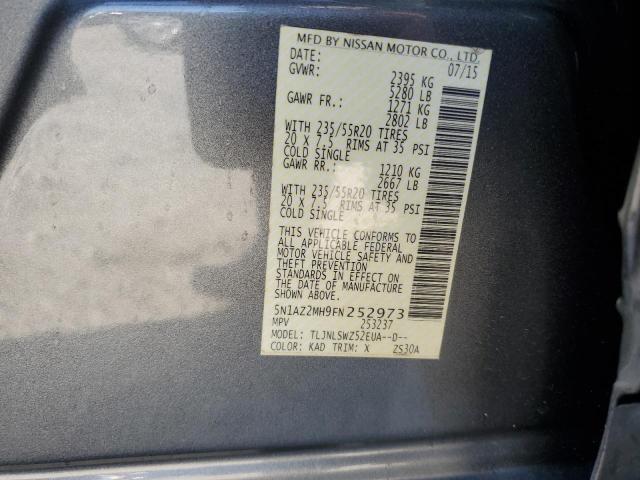 MFD BY NISSAN MOTOR CO., LTD.
DATE: 07/15
GVWR: 2395 KG
5280 LB
GAWR FR.: 1271 KG
2802 LB
WITH 235/55R20 TIRES
20 X 7.5 RIMS AT 35 PSI
COLD SINGLE
GAWR RR.: 1210 KG
2667 LB
WITH 235/55R20 TIRES
20 X 7.5 RIMS AT 35 PSI
COLD SINGLE
THIS VEHICLE CONFORMS TO
ALL APPLICABLE FEDERAL
MOTOR VEHICLE SAFETY AND
THEFT PREVENTION
STANDARDS IN EFFECT ON
THE DATE OF MANUFACTURE
SHOWN ABOVE.
5N1AZ2MH9FN252973
MPV 253237
MODEL: TLJNLSWZ52EUA--D--
COLOR: KAD TRIM: X ZS30A